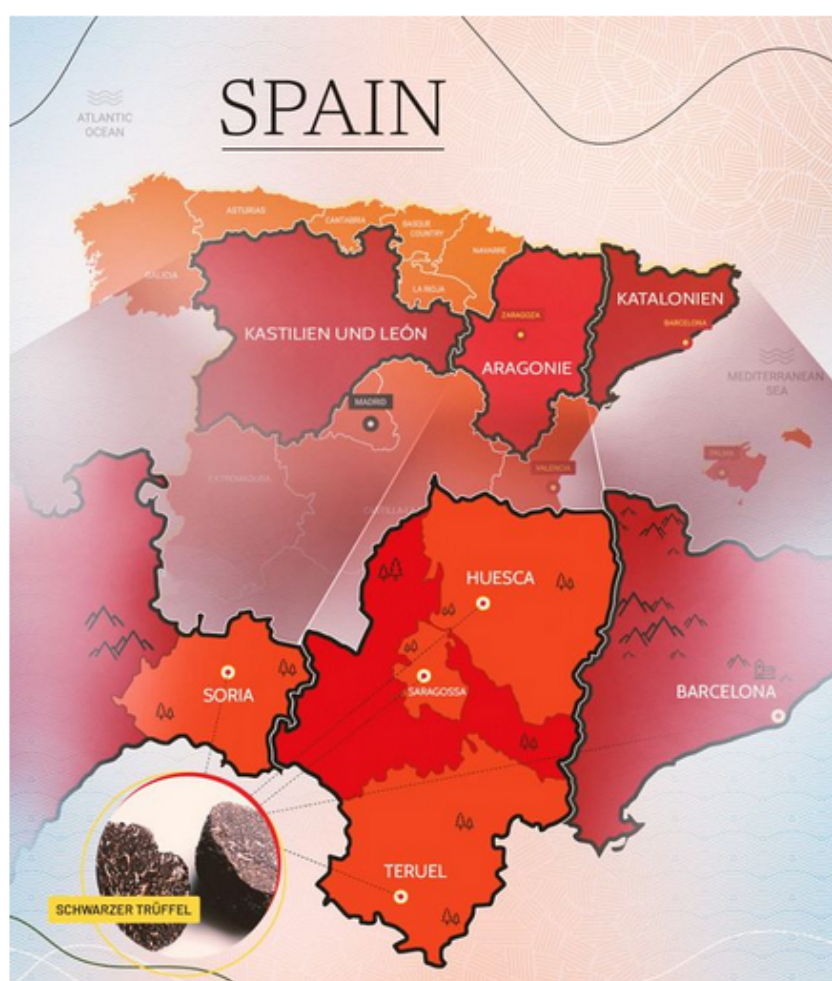 SPAIN
ATLANTIC
OCEAN
ASTURIAS
CANTABRIA
BASQUE
COUNTRY
NAVARRE
GALICIA
LA RIOJA
KATALONIEN
ZARAGOZA
BARCELONA
KASTILIEN UND LEÓN
ARAGONIE
MEDITERRANEAN
SEA
MADRID
PALMA
VALENCIA
EXTREMADURA
HUESCA
SORIA
SARAGOSSA
BARCELONA
TERUEL
SCHWARZER TRÜFFEL